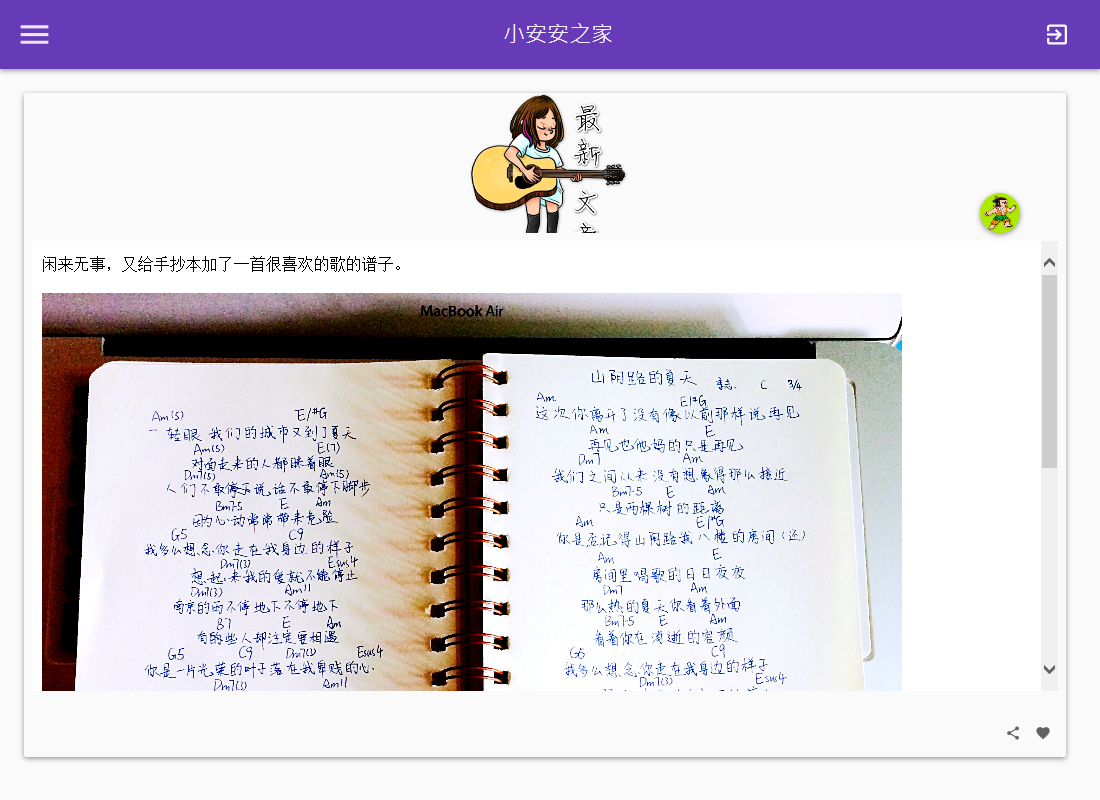 小安安之家
最新文章
闲来无事，又给手抄本加了一首很喜欢的歌的谱子。
MacBook Air
Am(5) E/#G
一转眼 我们的城市又到了夏天
Am(5) E(7)
对面走来的人都眯着眼
Dm7(5) Am(5)
人们不敢停下说话不敢停下脚步
Bm7-5 E Am
因为心动常常带来危险
G5 C9
我多么想念你走在我身边的样子
Dm7(3) Esus4
想起来我的爱就不能停止
Dm7(3) Am11
南京的雨不停地下不停地下
B7 E Am
有的些人却注定要相遇
G5 C9 Dm7(3) Esus4
你是一片光荣的叶子落在我卑贱的心
Dm7(3) Am11
山阴路的夏天 李志 C 3/4
Am E/#G
这次你离开了没有像以前那样说再见
Am E
再见也他妈的只是再见
Dm7 Am
我们之间从来没有想象得那么接近
Bm7-5 E Am
只是两棵树的距离
Am E/#G
你是否记得山阴路我八楼的房间(还)
Am E
房间里唱歌的日日夜夜
Dm7 Am
那么热的夏天你看着外面
Bm7-5 E Am
看着你在消逝的容颜
G5 C9
我多么想念你走在我身边的样子
Dm7(3) Esus4